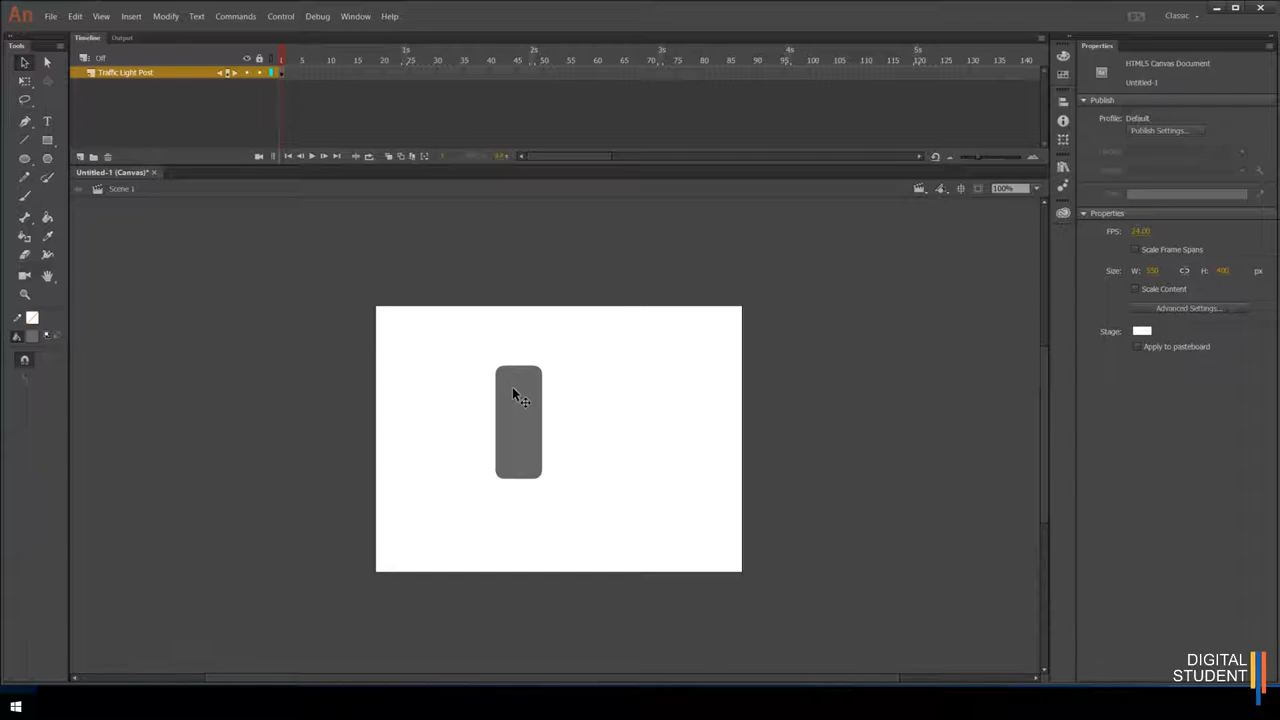 An File Edit View Insert Modify Text Commands Control Debug Window Help Classic
Tools
Timeline Output
Off 1s 2s 3s 4s 5s
1 5 10 15 20 25 30 35 40 45 50 55 60 65 70 75 80 85 90 95 100 105 110 115 120 125 130 135 140
Traffic Light Post
1
Untitled-1 (Canvas)* ×
Scene 1 100%
Properties
HTML5 Canvas Document
Untitled-1
Publish
Profile: Default
Publish Settings...
Properties
FPS: 24.00
Scale Frame Spans
Size: W: 550 H: 400 px
Scale Content
Advanced Settings...
Stage:
Apply to pasteboard
DIGITAL
STUDENT